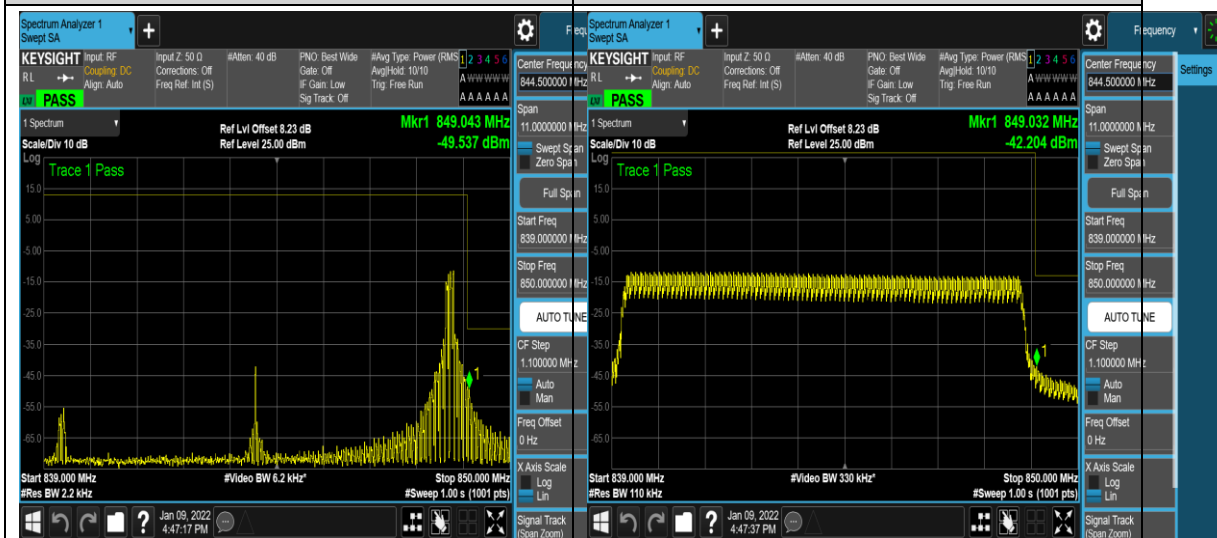 Spectrum Analyzer 1
Swept SA
+
Frequ
KEYSIGHT Input: RF
R L Coupling: DC
Align: Auto
Input Z: 50 Ω
Corrections: Off
Freq Ref: Int (S)
#Atten: 40 dB
PNO: Best Wide
Gate: Off
IF Gain: Low
Sig Track: Off
#Avg Type: Power (RMS
Avg|Hold: 10/10
Trig: Free Run
1 2 3 4 5 6
A W W W W W
A A A A A A
LXI PASS
Center Frequency
844.500000 MHz
1 Spectrum
Ref Lvl Offset 8.23 dB
Mkr1 849.043 MHz
Scale/Div 10 dB
Ref Level 25.00 dBm
-49.537 dBm
Log
Trace 1 Pass
15.0
5.00
-5.00
-15.0
-25.0
-35.0
-45.0
-55.0
-65.0
1
Start 839.000 MHz
#Video BW 6.2 kHz*
Stop 850.000 MHz
#Res BW 2.2 kHz
#Sweep 1.00 s (1001 pts)
Span
11.0000000 MHz
Swept Span
Zero Span
Full Span
Start Freq
839.000000 MHz
Stop Freq
850.000000 MHz
AUTO TUNE
CF Step
1.100000 MHz
Auto
Man
Freq Offset
0 Hz
X Axis Scale
Log
Lin
Signal Track
(Span Zoom)
?
Jan 09, 2022
4:47:17 PM
Spectrum Analyzer 1
Swept SA
+
Frequency
Settings
KEYSIGHT Input: RF
R L Coupling: DC
Align: Auto
Input Z: 50 Ω
Corrections: Off
Freq Ref: Int (S)
#Atten: 40 dB
PNO: Best Wide
Gate: Off
IF Gain: Low
Sig Track: Off
#Avg Type: Power (RMS
Avg|Hold: 10/10
Trig: Free Run
1 2 3 4 5 6
A W W W W W
A A A A A A
LXI PASS
Center Frequency
844.500000 MHz
1 Spectrum
Ref Lvl Offset 8.23 dB
Mkr1 849.032 MHz
Scale/Div 10 dB
Ref Level 25.00 dBm
-42.204 dBm
Log
Trace 1 Pass
15.0
5.00
-5.00
-15.0
-25.0
-35.0
-45.0
-55.0
-65.0
1
Start 839.000 MHz
#Video BW 330 kHz*
Stop 850.000 MHz
#Res BW 110 kHz
#Sweep 1.00 s (1001 pts)
Span
11.0000000 MHz
Swept Span
Zero Span
Full Span
Start Freq
839.000000 MHz
Stop Freq
850.000000 MHz
AUTO TUNE
CF Step
1.100000 MHz
Auto
Man
Freq Offset
0 Hz
X Axis Scale
Log
Lin
Signal Track
(Span Zoom)
?
Jan 09, 2022
4:47:37 PM